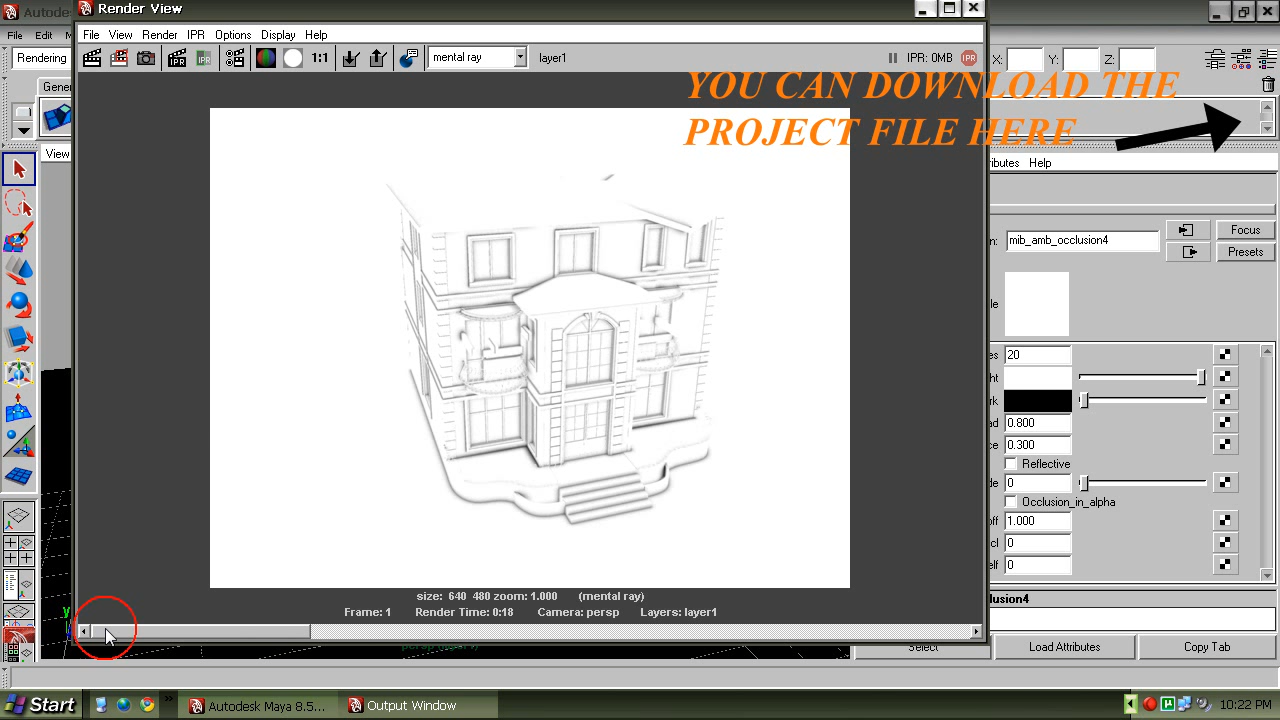 Render View
Autode
File View Render IPR Options Display Help
File Edit M
mental ray layer1 IPR: 0MB IPR
1:1
X: Y: Z:
Rendering
Gener
YOU CAN DOWNLOAD THE
PROJECT FILE HERE
View
ributes Help
mib_amb_occlusion4
Focus
Presets
20
0.800
0.300
Reflective
0
Occlusion_in_alpha
1.000
0
0
size: 640 480 zoom: 1.000 (mental ray)
Frame: 1 Render Time: 0:18 Camera: persp Layers: layer1
lusion4
Select Load Attributes Copy Tab
Start Autodesk Maya 8.5... Output Window 10:22 PM